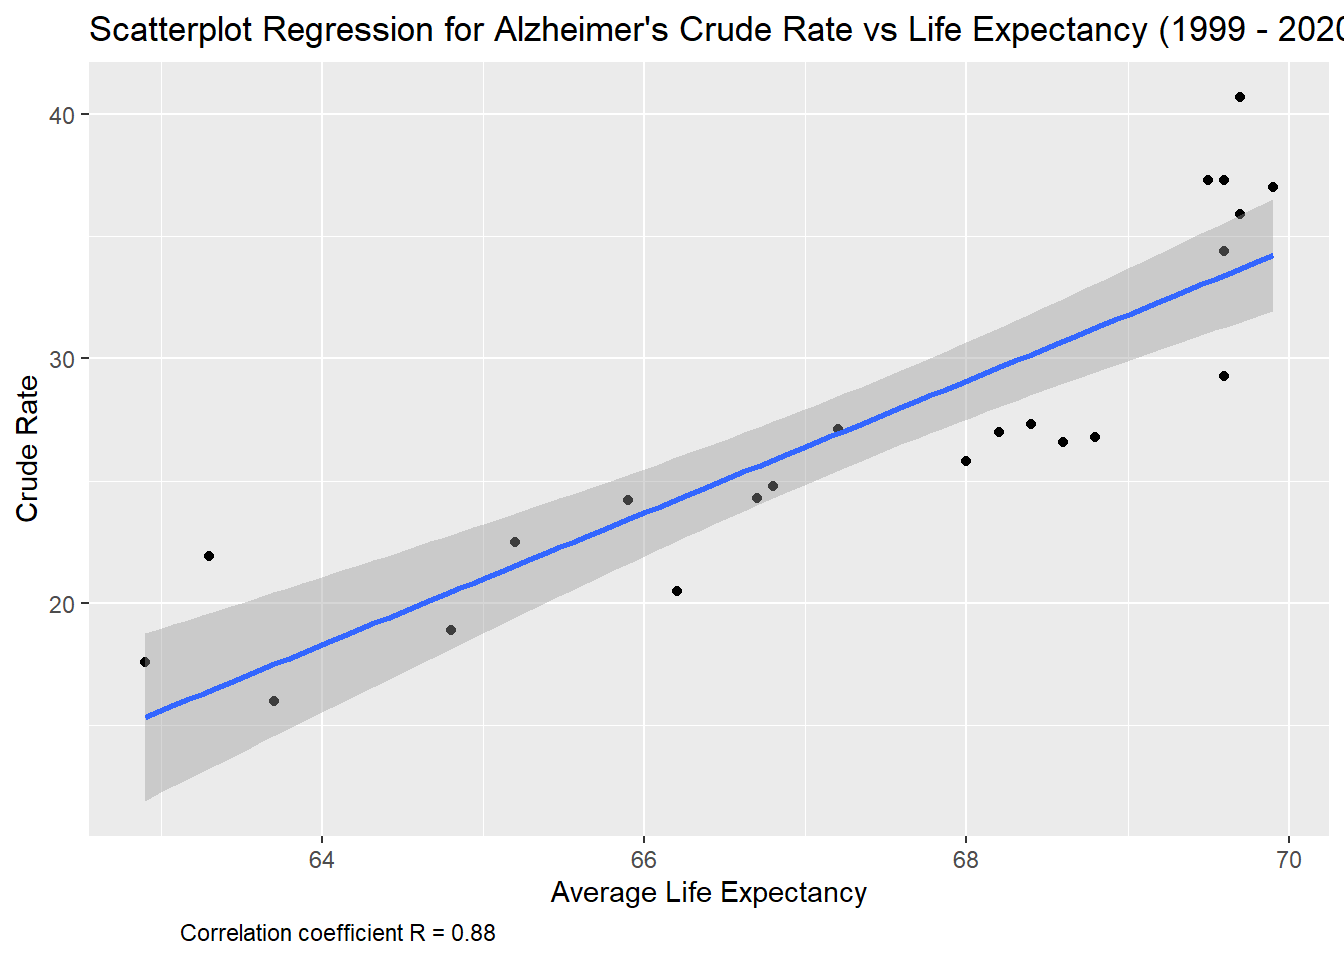 Scatterplot Regression for Alzheimer's Crude Rate vs Life Expectancy (1999 - 2020
40
30
20
Crude Rate
64 66 68 70
Average Life Expectancy
Correlation coefficient R = 0.88